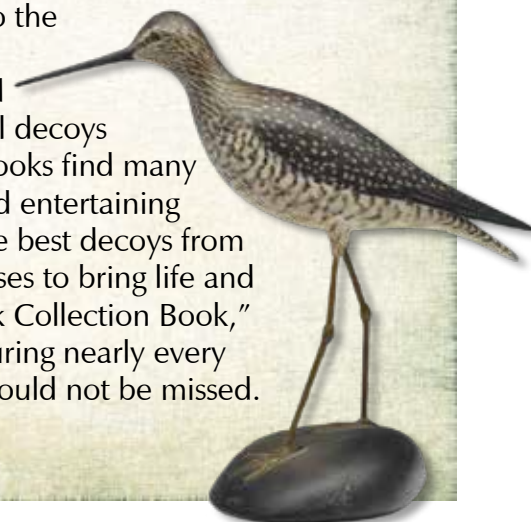 o the
l decoys
ooks find many
d entertaining
e best decoys from
ses to bring life and
k Collection Book,”
uring nearly every
ould not be missed.